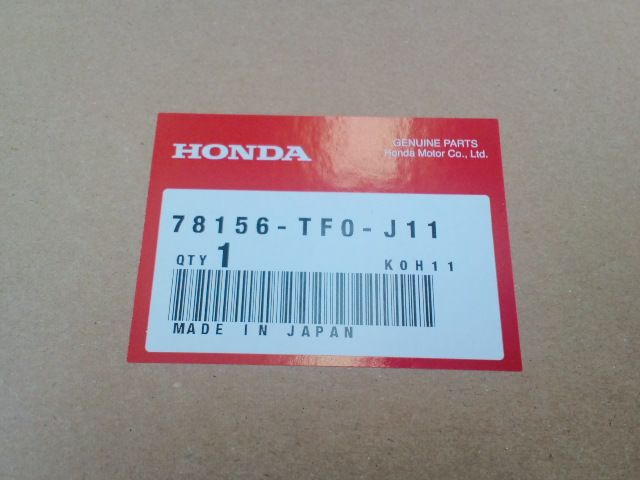 HONDA
GENUINE PARTS
Honda Motor Co., Ltd.
78156-TF0-J11
QTY 1
K0H11
MADE IN JAPAN